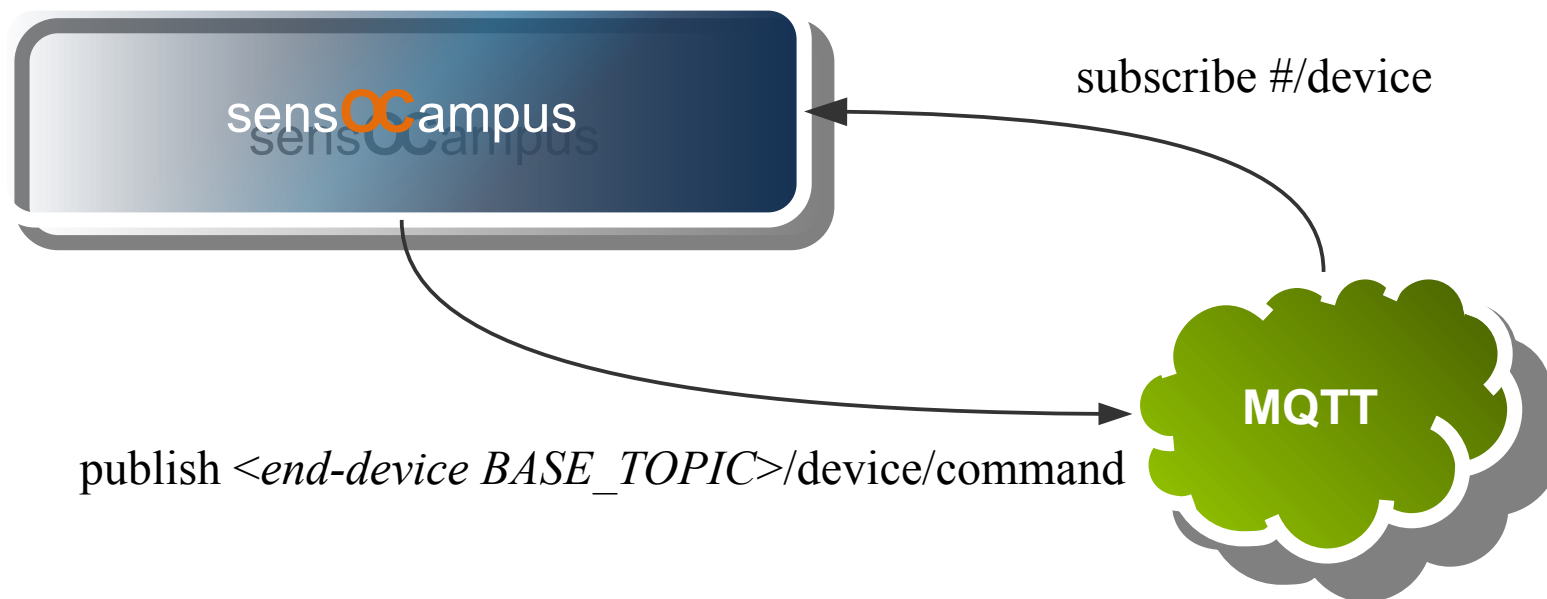 sensOCampus
subscribe #/device
MQTT
publish <end-device BASE_TOPIC>/device/command